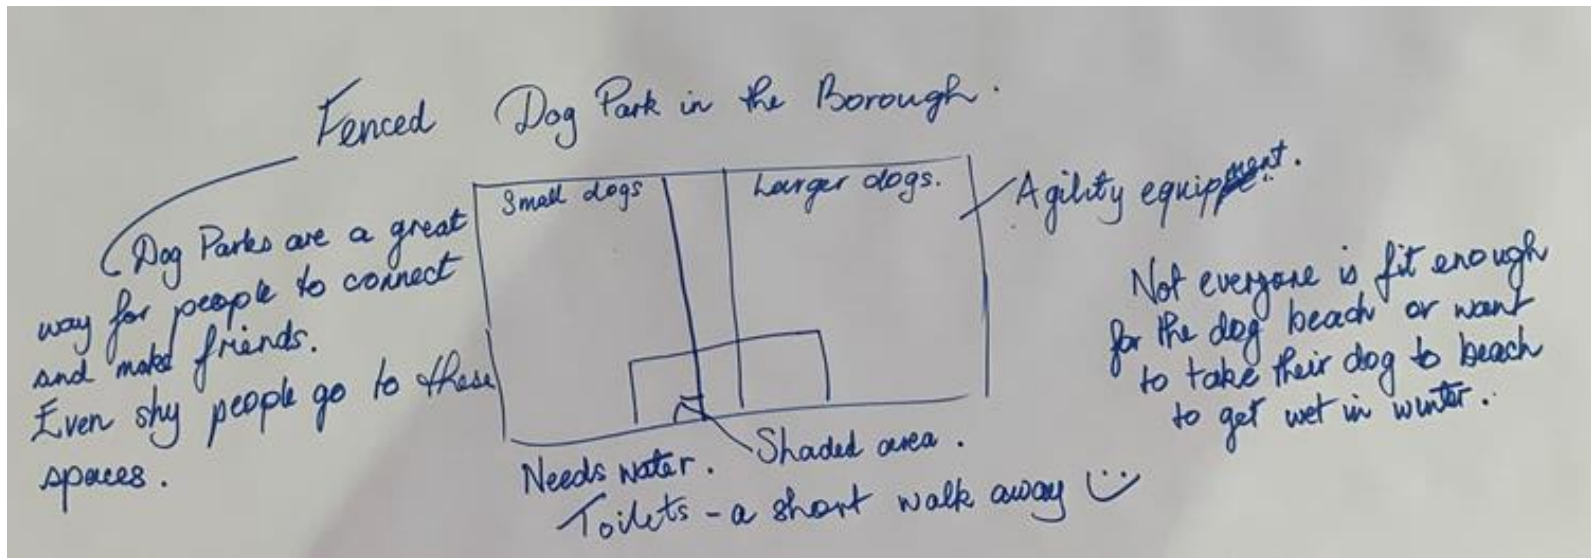 Fenced Dog Park in the Borough.
Small dogs
Larger dogs.
Agility equippment.
Dog Parks are a great
way for people to connect
and make friends.
Even shy people go to these
spaces.
Not everyone is fit enough
for the dog beach or want
to take their dog to beach
to get wet in winter.
Shaded area.
Needs water.
Toilets - a short walk away